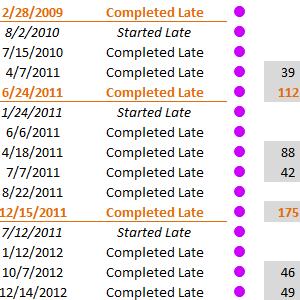 2/28/2009 Completed Late
8/2/2010 Started Late
7/15/2010 Completed Late
4/7/2011 Completed Late 39
6/24/2011 Completed Late 112
1/24/2011 Started Late
6/6/2011 Completed Late
4/18/2011 Completed Late 88
7/7/2011 Completed Late 42
8/22/2011 Completed Late
12/15/2011 Completed Late 175
7/12/2011 Started Late
1/12/2012 Completed Late
10/7/2012 Completed Late 46
12/14/2012 Completed Late 49